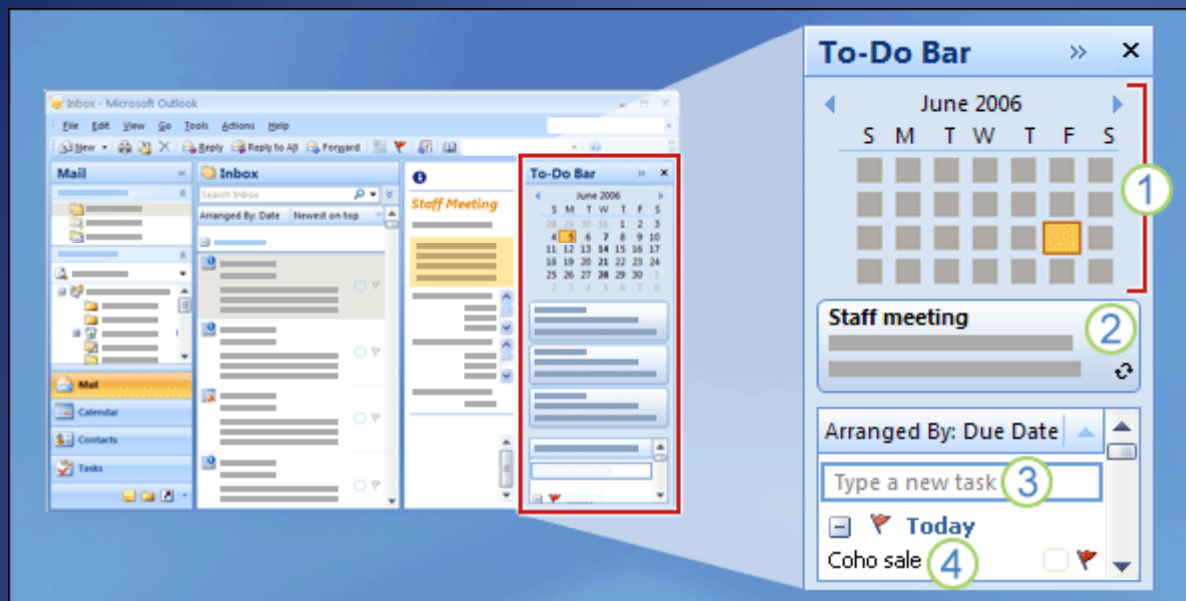 Inbox - Microsoft Outlook
File Edit View Go Tools Actions Help
New Reply Reply to All Forward
Mail
Inbox
Search Inbox
Arranged By: Date Newest on top
Mail
Calendar
Contacts
Tasks
Staff Meeting
To-Do Bar
June 2006
S M T W T F S
28 29 30 31 1 2 3
4 5 6 7 8 9 10
11 12 13 14 15 16 17
18 19 20 21 22 23 24
25 26 27 28 29 30 1
2 3 4 5 6 7 8
To-Do Bar
June 2006
S M T W T F S
1
Staff meeting
2
Arranged By: Due Date
Type a new task
3
Today
Coho sale
4